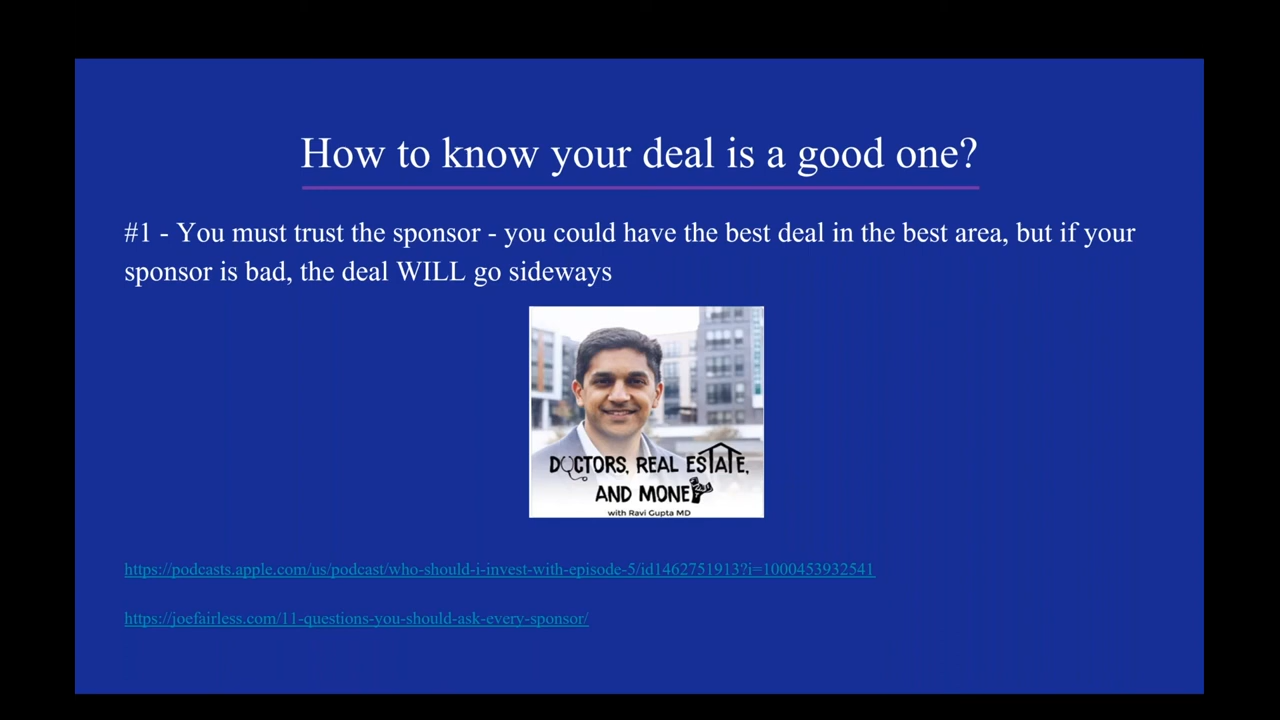 How to know your deal is a good one?
#1 - You must trust the sponsor - you could have the best deal in the best area, but if your
sponsor is bad, the deal WILL go sideways
DOCTORS, REAL ESTATE,
AND MONEY
with Ravi Gupta MD
https://podcasts.apple.com/us/podcast/who-should-i-invest-with-episode-5/id1462751913?i=1000453932541
https://joefairless.com/11-questions-you-should-ask-every-sponsor/